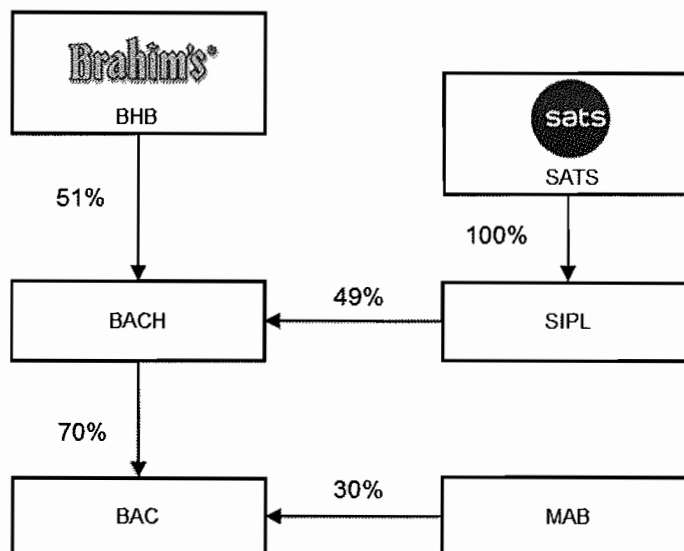 Brahim's®
BHB
sats
SATS
51%
100%
BACH
49%
SIPL
70%
BAC
30%
MAB